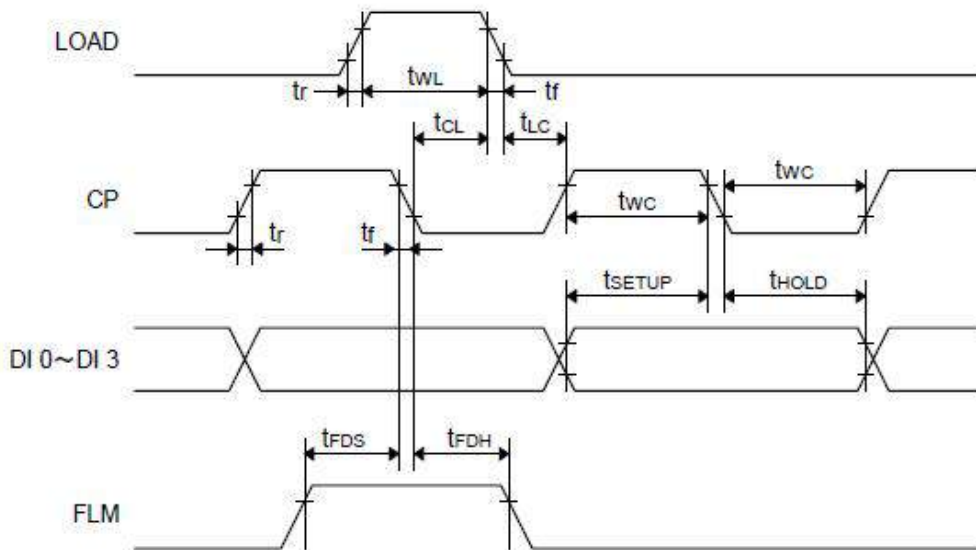 LOAD
tr
tWL
tf
tCL
tLC
CP
tWC
tWC
tr
tf
tSETUP
tHOLD
DI 0~DI 3
tFDS
tFDH
FLM